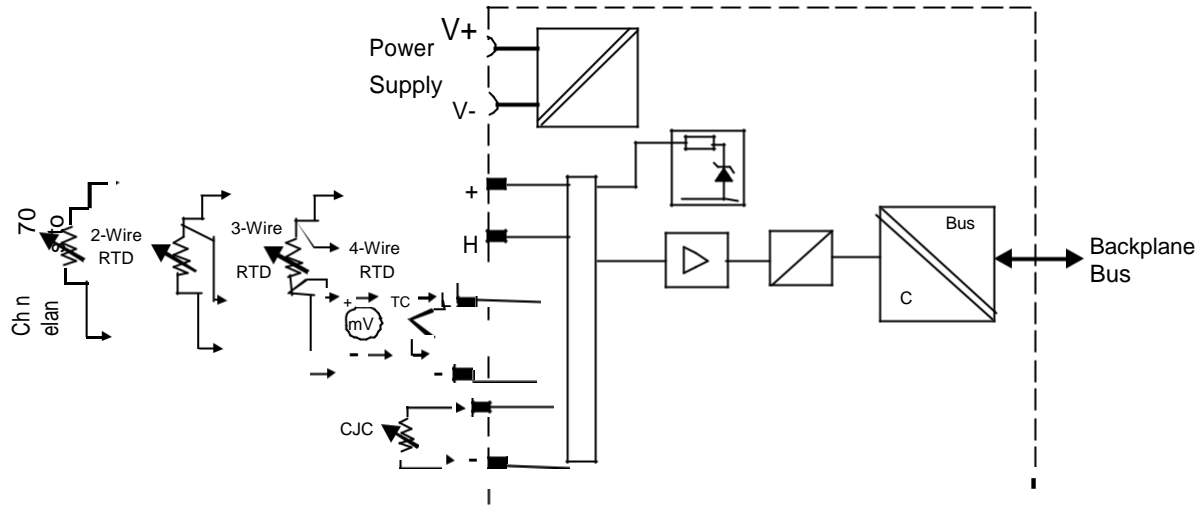 V+
Power
Supply
V-
+
H
70
sto
2-Wire
RTD
3-Wire
RTD
4-Wire
RTD
Ch n
elan
+
mV
-
TC
-
CJC
-
Bus
C
Backplane
Bus